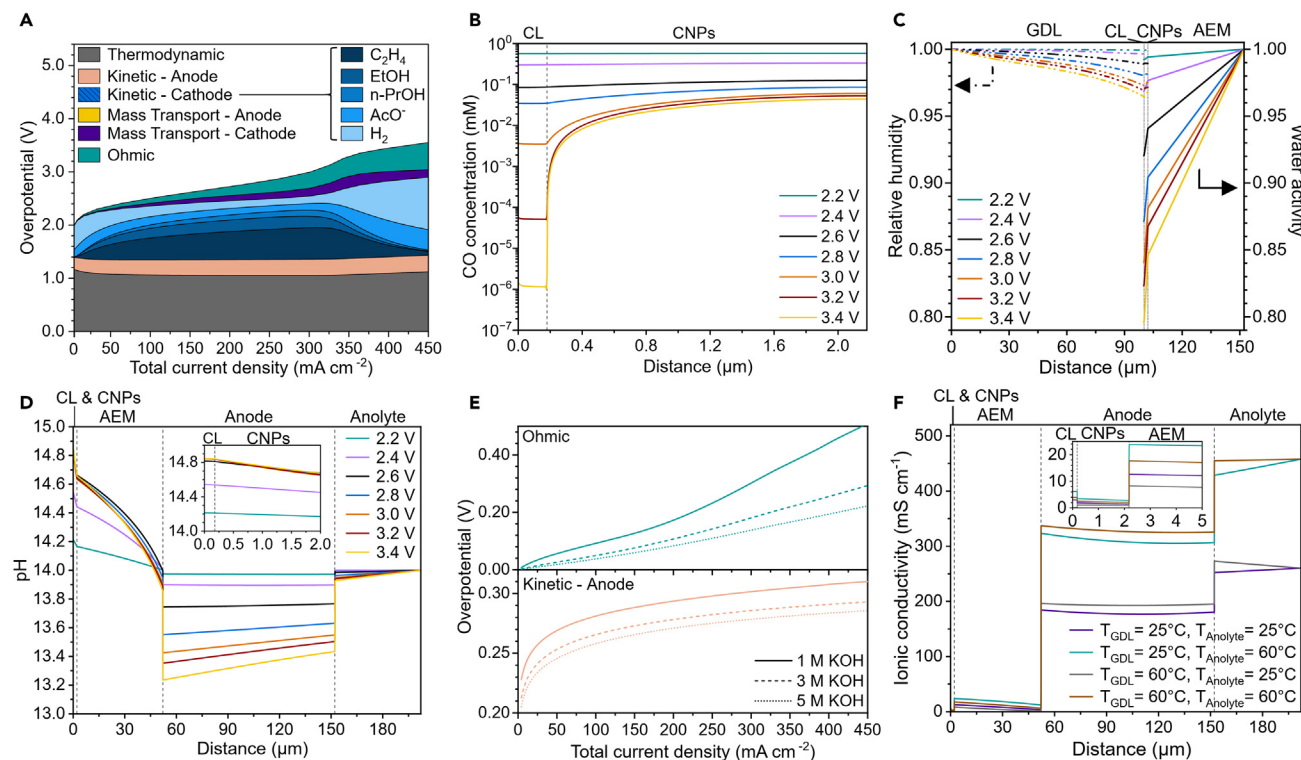 A
Thermodynamic
Kinetic - Anode
Kinetic - Cathode
Mass Transport - Anode
Mass Transport - Cathode
Ohmic
C₂H₄
EtOH
n-PrOH
AcO⁻
H₂
5.0
4.0
3.0
2.0
1.0
0.0
Overpotential (V)
0 50 100 150 200 250 300 350 400 450
Total current density (mA cm⁻²)
B
CL CNPs
10⁰
10⁻¹
10⁻²
10⁻³
10⁻⁴
10⁻⁵
10⁻⁶
10⁻⁷
CO concentration (mM)
2.2 V
2.4 V
2.6 V
2.8 V
3.0 V
3.2 V
3.4 V
0.0 0.4 0.8 1.2 1.6 2.0
Distance (µm)
C
GDL CL CNPs AEM
1.00
0.95
0.90
0.85
0.80
Relative humidity
2.2 V
2.4 V
2.6 V
2.8 V
3.0 V
3.2 V
3.4 V
1.00
0.95
0.90
0.85
0.80
Water activity
0 30 60 90 120 150
Distance (µm)
D
CL & CNPs
AEM Anode Anolyte
15.0
14.8
14.6
14.4
14.2
14.0
13.8
13.6
13.4
13.2
13.0
pH
CL CNPs
14.8
14.4
14.0
0.0 0.5 1.0 1.5 2.0
2.2 V
2.4 V
2.6 V
2.8 V
3.0 V
3.2 V
3.4 V
0 30 60 90 120 150 180
Distance (µm)
E
Ohmic
0.40
0.20
0.00
Kinetic - Anode
0.30
0.25
0.20
Overpotential (V)
1 M KOH
3 M KOH
5 M KOH
0 50 100 150 200 250 300 350 400 450
Total current density (mA cm⁻²)
F
CL & CNPs
AEM Anode Anolyte
500
450
400
350
300
250
200
150
100
50
0
Ionic conductivity (mS cm⁻¹)
CL CNPs AEM
20
10
0
0 1 2 3 4 5
T_GDL = 25°C, T_Anolyte = 25°C
T_GDL = 25°C, T_Anolyte = 60°C
T_GDL = 60°C, T_Anolyte = 25°C
T_GDL = 60°C, T_Anolyte = 60°C
0 30 60 90 120 150 180
Distance (µm)